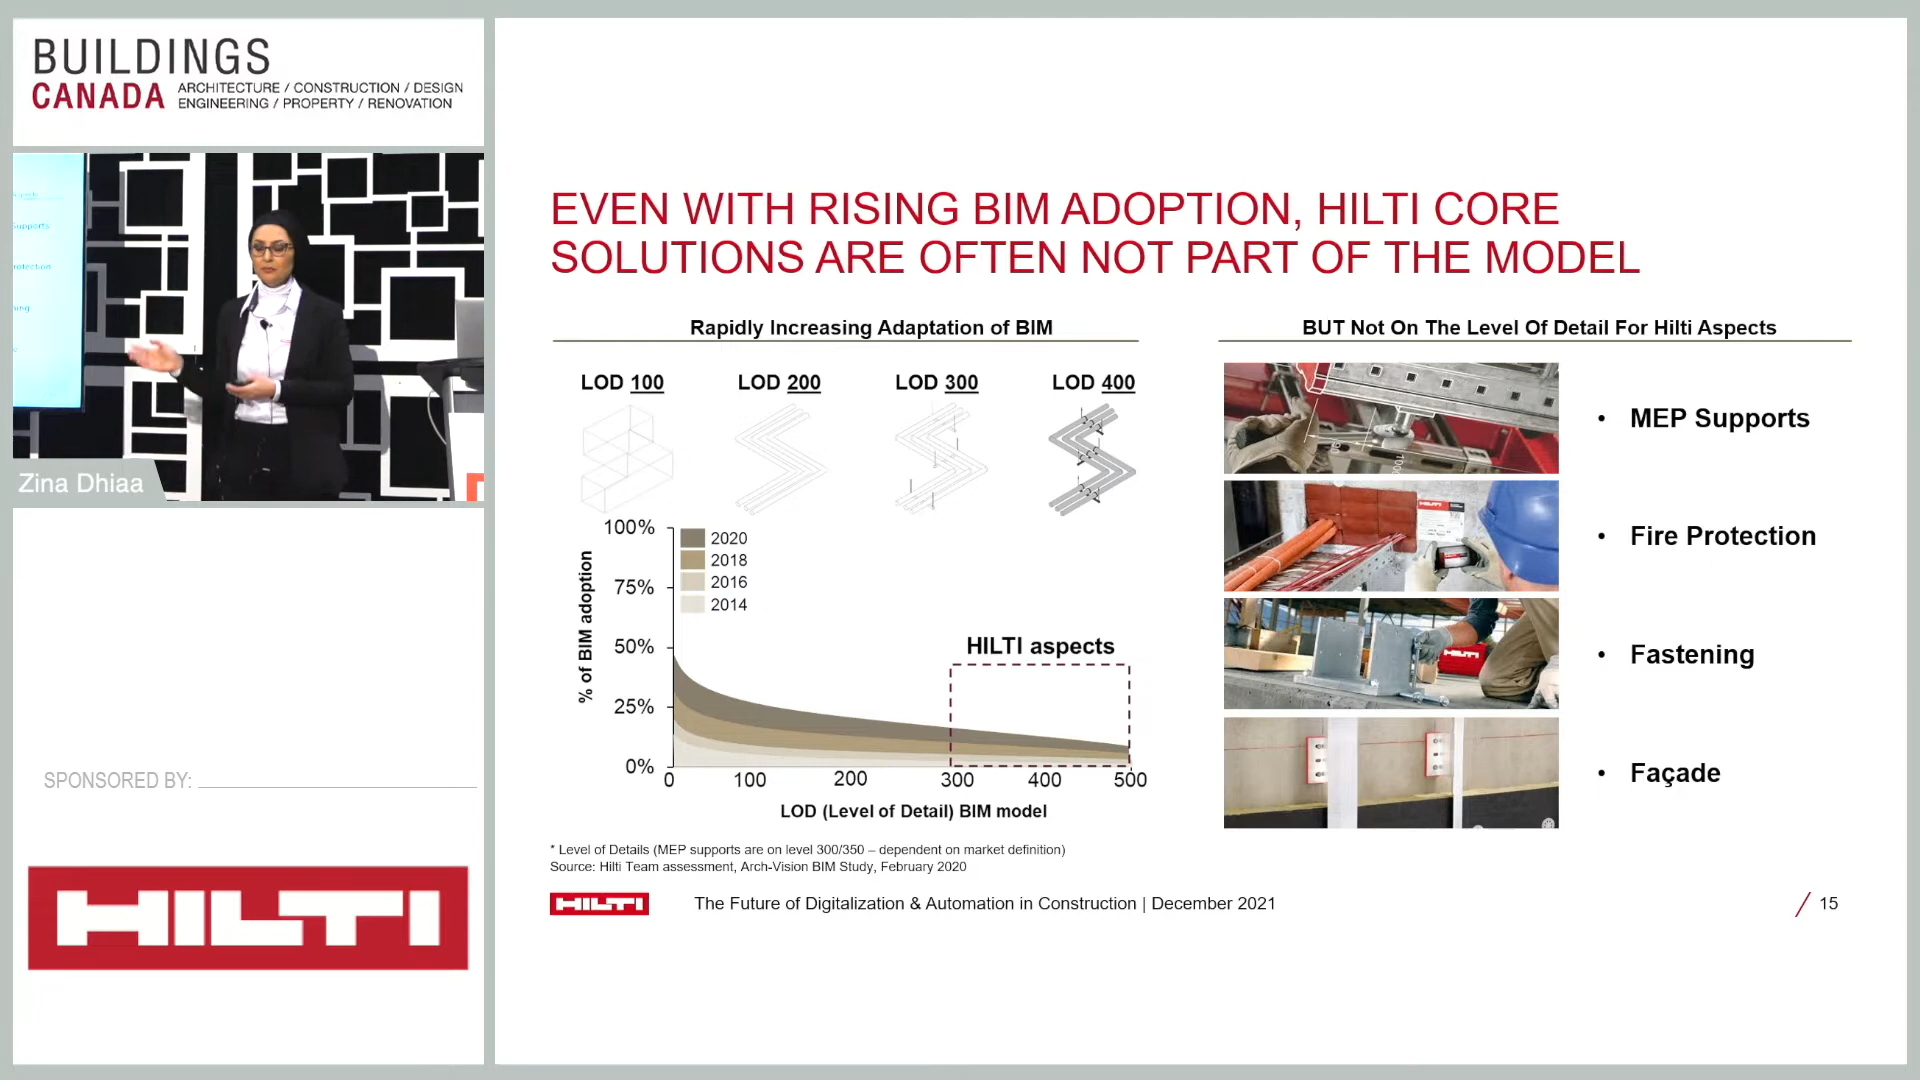 BUILDINGS
CANADA
ARCHITECTURE / CONSTRUCTION / DESIGN
ENGINEERING / PROPERTY / RENOVATION
Zina Dhiaa
SPONSORED BY:
HILTI
EVEN WITH RISING BIM ADOPTION, HILTI CORE
SOLUTIONS ARE OFTEN NOT PART OF THE MODEL
Rapidly Increasing Adaptation of BIM
LOD 100
LOD 200
LOD 300
LOD 400
% of BIM adoption
100%
75%
50%
25%
0%
2020
2018
2016
2014
HILTI aspects
0 100 200 300 400 500
LOD (Level of Detail) BIM model
* Level of Details (MEP supports are on level 300/350 – dependent on market definition)
Source: Hilti Team assessment, Arch-Vision BIM Study, February 2020
BUT Not On The Level Of Detail For Hilti Aspects
• MEP Supports
HILTI
• Fire Protection
HILTI
• Fastening
• Façade
HILTI
The Future of Digitalization & Automation in Construction | December 2021
/ 15